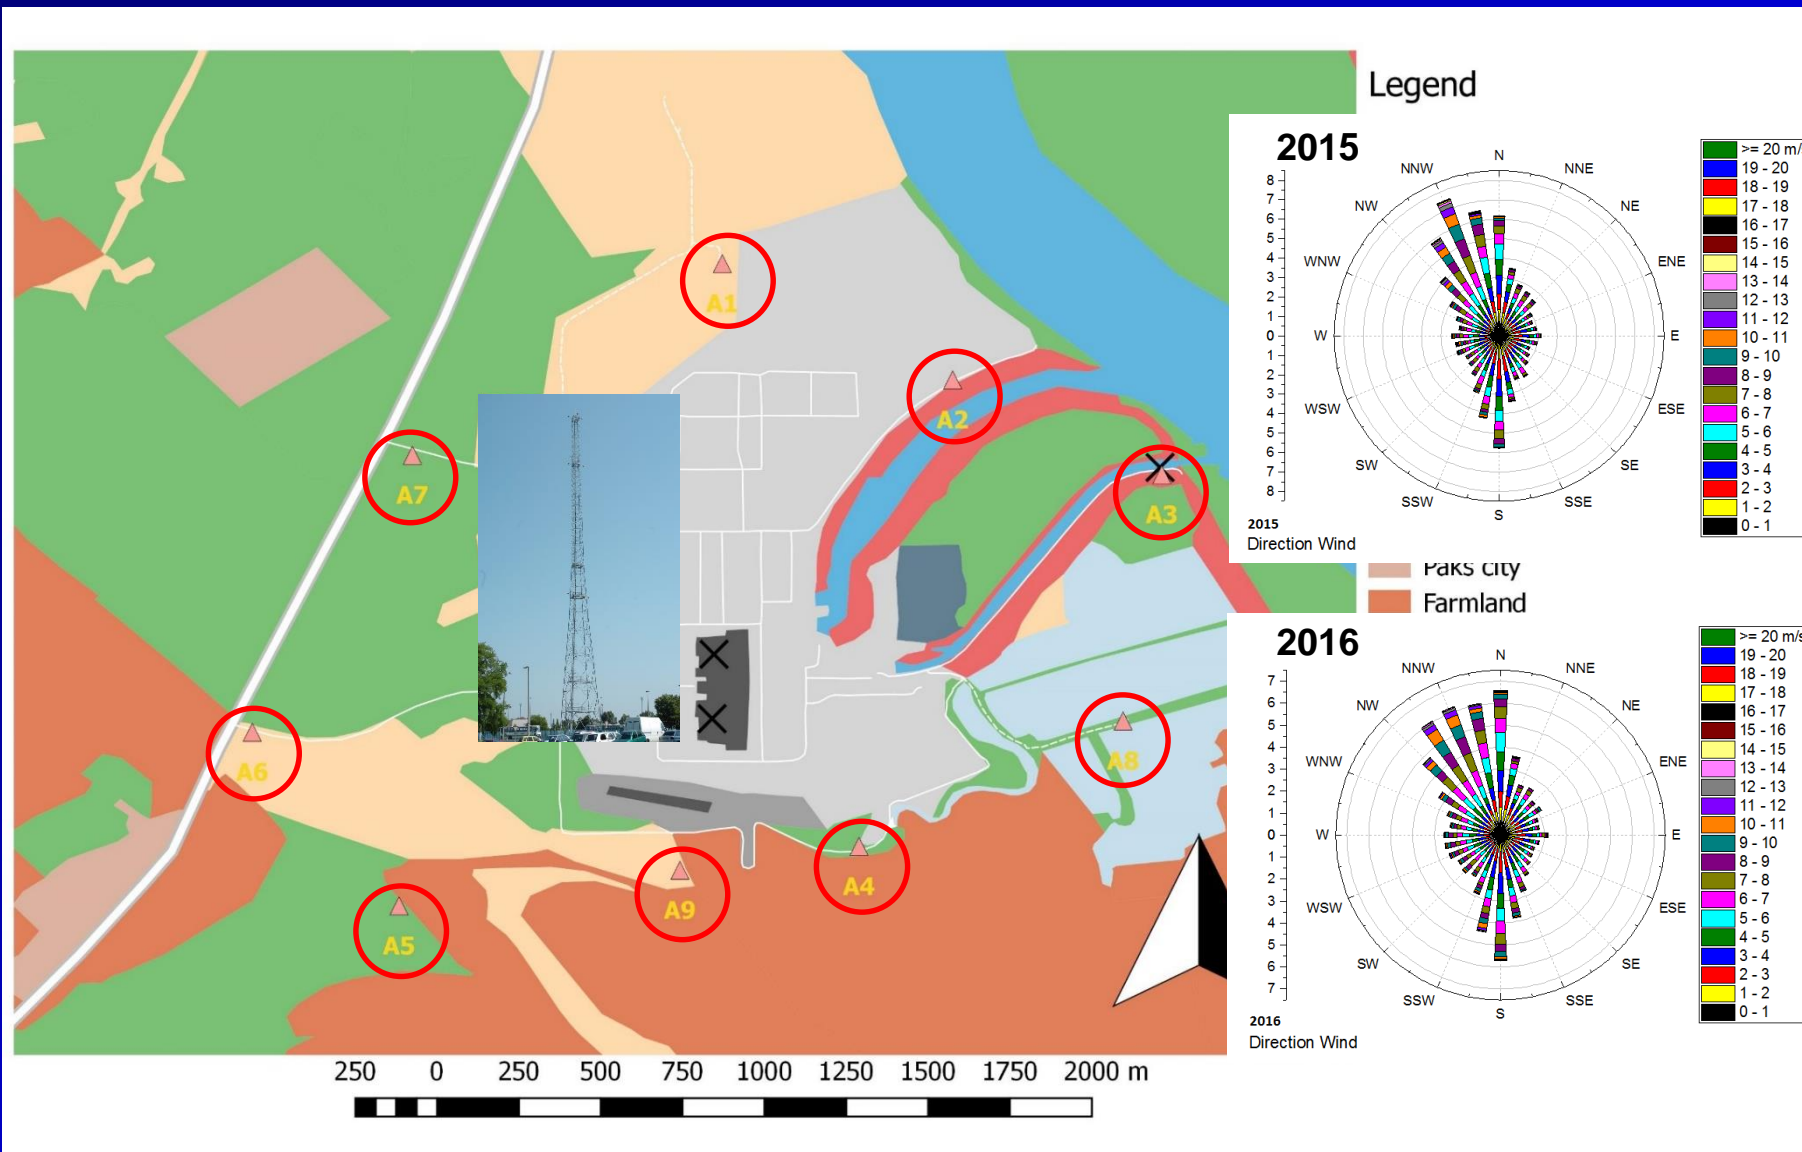 Legend
2015
N
NNE
NE
ENE
E
ESE
SE
SSE
S
SSW
SW
WSW
W
WNW
NW
NNW
8
7
6
5
4
3
2
1
0
1
2
3
4
5
6
7
8
2015
Direction Wind
>= 20 m/
19 - 20
18 - 19
17 - 18
16 - 17
15 - 16
14 - 15
13 - 14
12 - 13
11 - 12
10 - 11
9 - 10
8 - 9
7 - 8
6 - 7
5 - 6
4 - 5
3 - 4
2 - 3
1 - 2
0 - 1
Paks city
Farmland
2016
N
NNE
NE
ENE
E
ESE
SE
SSE
S
SSW
SW
WSW
W
WNW
NW
NNW
7
6
5
4
3
2
1
0
1
2
3
4
5
6
7
2016
Direction Wind
>= 20 m/s
19 - 20
18 - 19
17 - 18
16 - 17
15 - 16
14 - 15
13 - 14
12 - 13
11 - 12
10 - 11
9 - 10
8 - 9
7 - 8
6 - 7
5 - 6
4 - 5
3 - 4
2 - 3
1 - 2
0 - 1
A1
A2
A7
A3
A6
A8
A4
A9
A5
250 0 250 500 750 1000 1250 1500 1750 2000 m